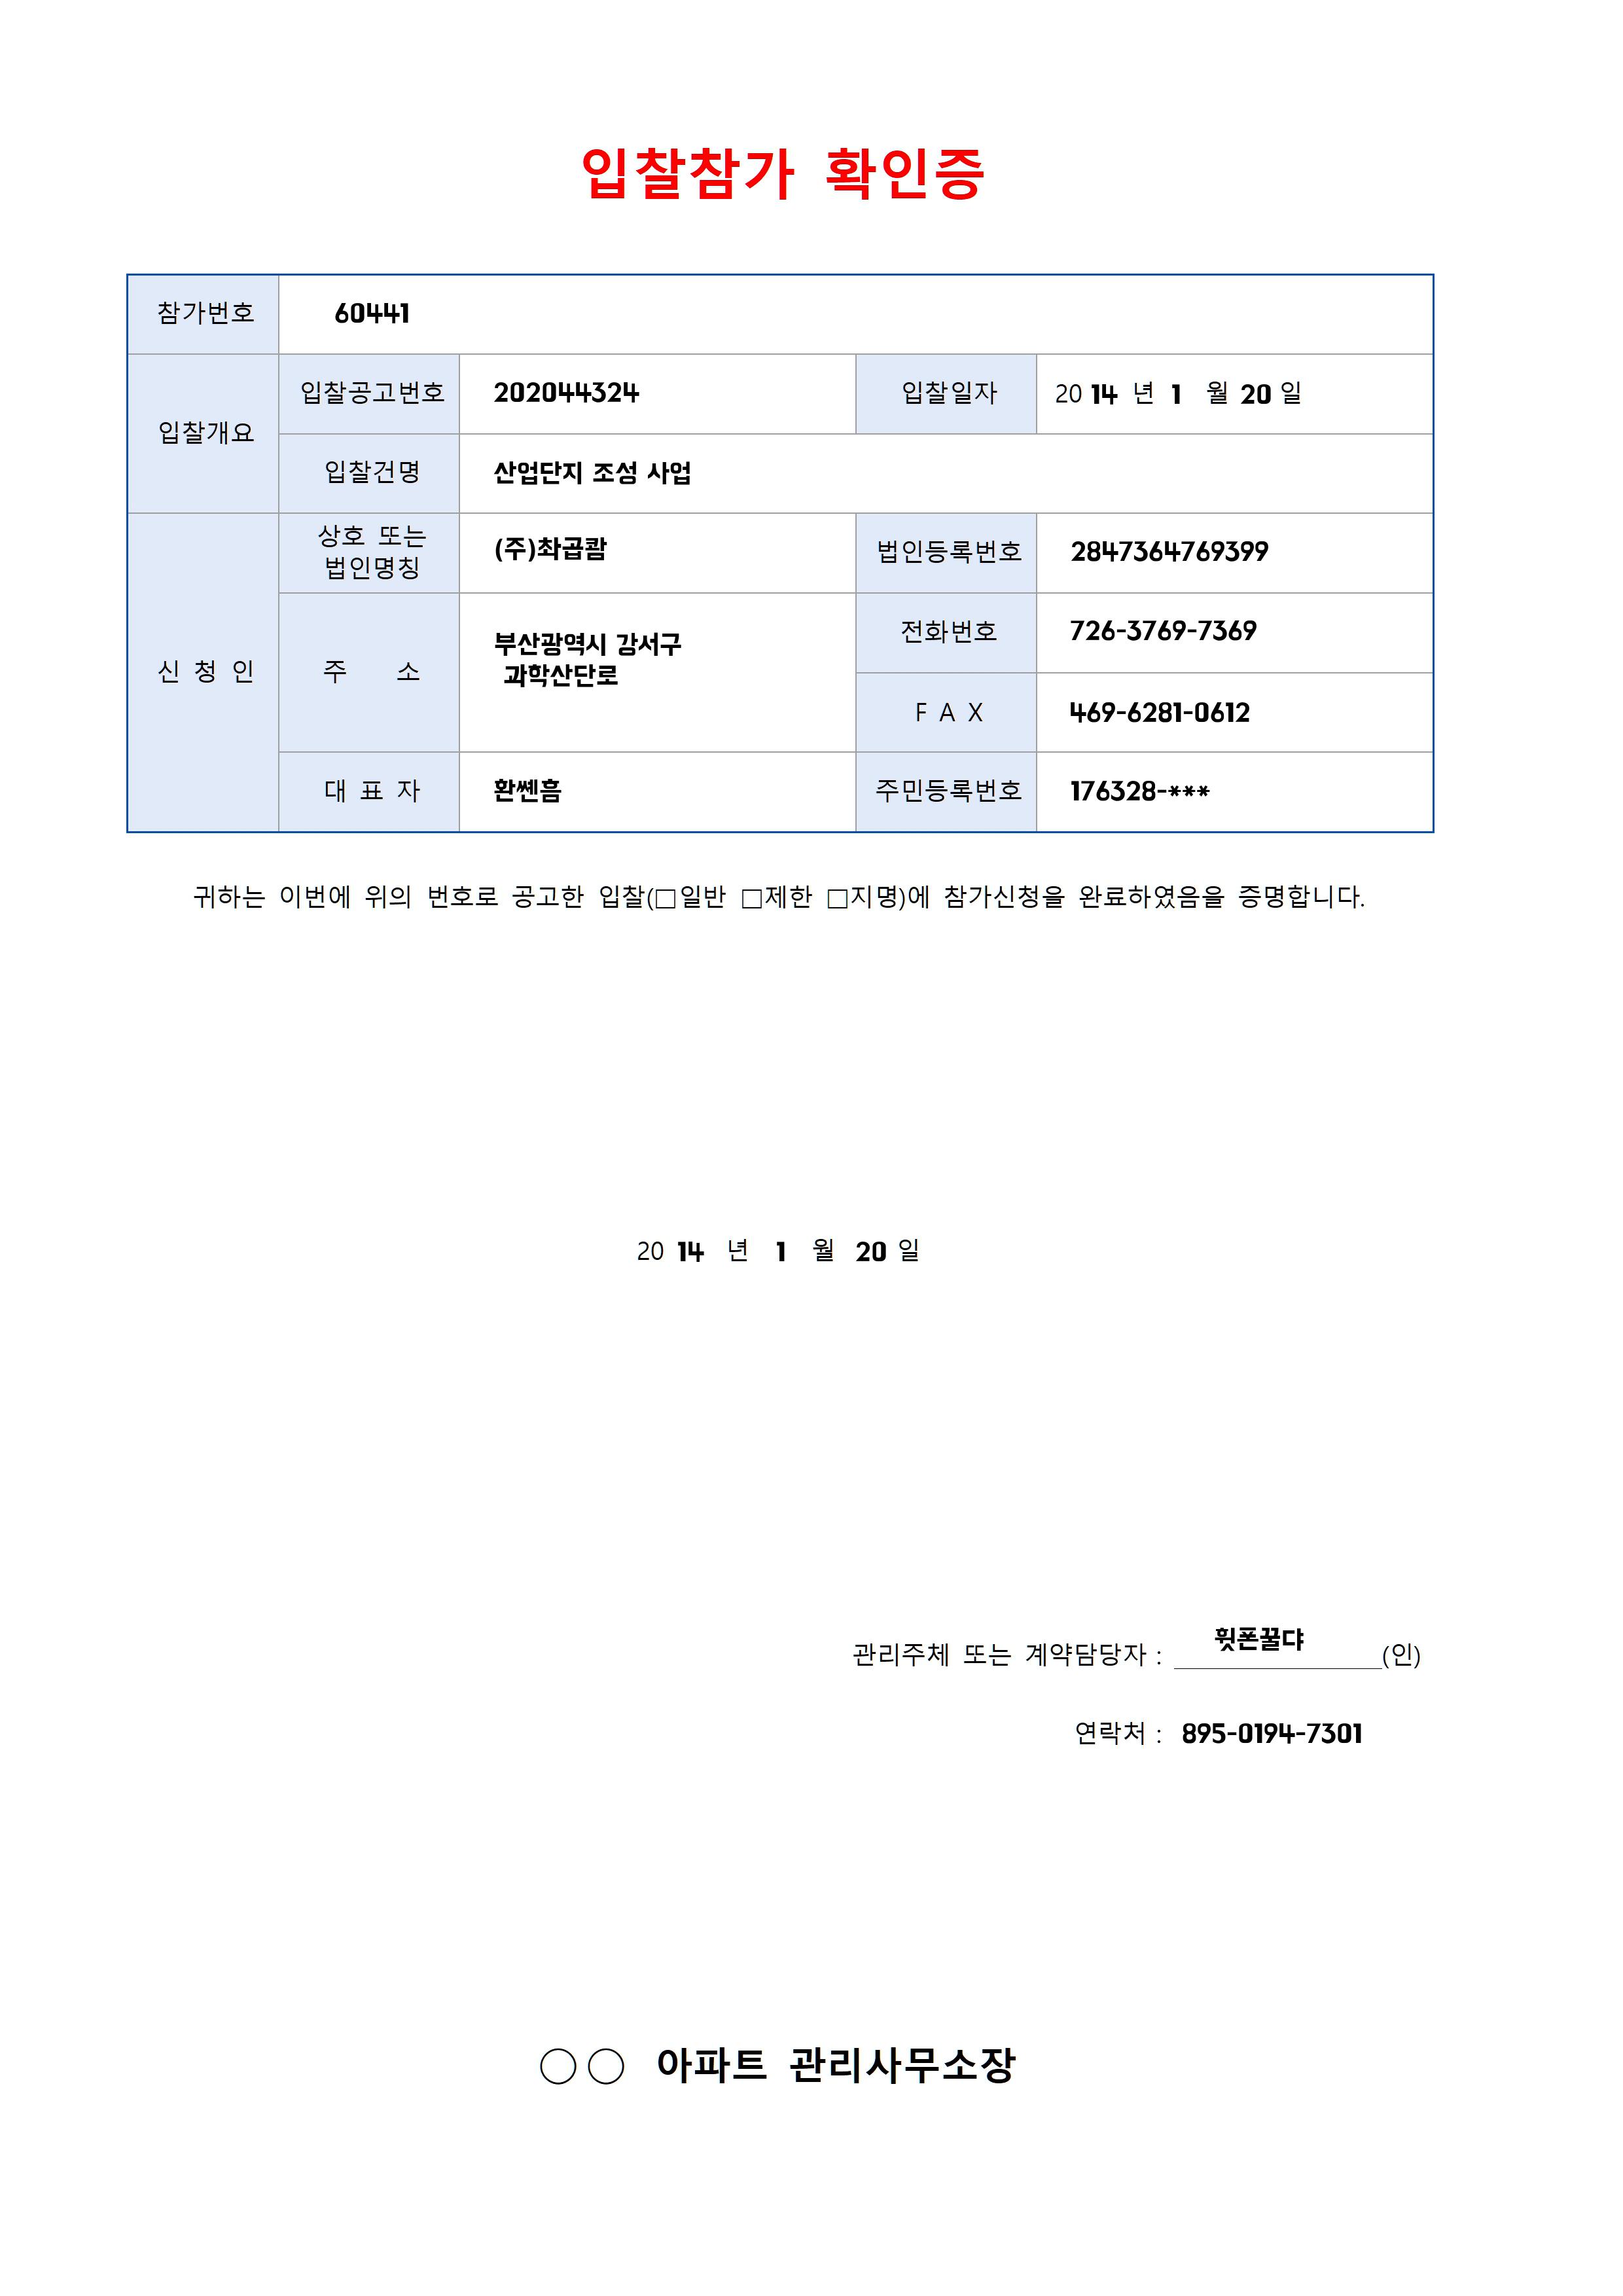 입찰참가 확인증
참가번호 60441
입찰개요
입찰공고번호 202044324 입찰일자 2014 년 1 월 20 일
입찰건명 산업단지 조성 사업
신 청 인
상호 또는
법인명칭
(주)촤곱쾀 법인등록번호 2847364769399
주 소
부산광역시 강서구
과학산단로
전화번호 726-3769-7369
F A X 469-6281-0612
대 표 자 환쎈흠 주민등록번호 176328-***
귀하는 이번에 위의 번호로 공고한 입찰(□일반 □제한 □지명)에 참가신청을 완료하였음을 증명합니다.
20 14 년 1 월 20 일
관리주체 또는 계약담당자 : 휫폰꿀댜 (인)
연락처 : 895-0194-7301
○○ 아파트 관리사무소장